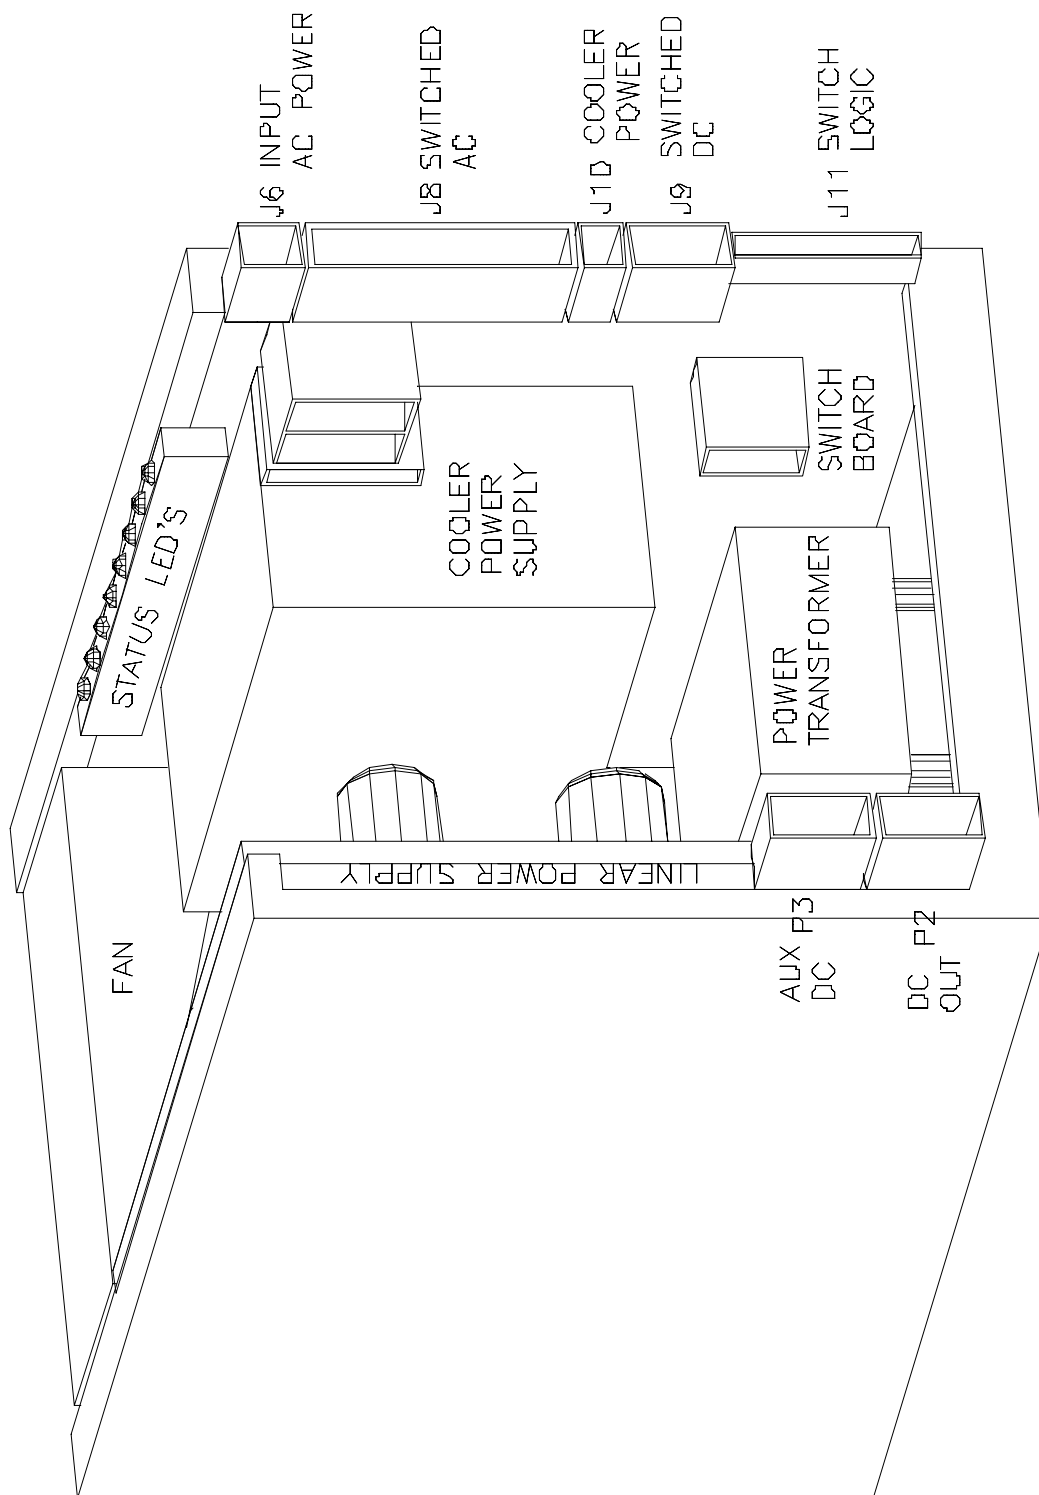 FAN
STATUS LED'S
J6 INPUT
AC POWER
J8 SWITCHED
AC
J10 COOLER
POWER
J9 SWITCHED
DC
J11 SWITCH
LOGIC
COOLER
POWER
SUPPLY
SWITCH
BOARD
POWER
TRANSFORMER
LINEAR POWER SUPPLY
AUX P3
DC
DC P2
OUT